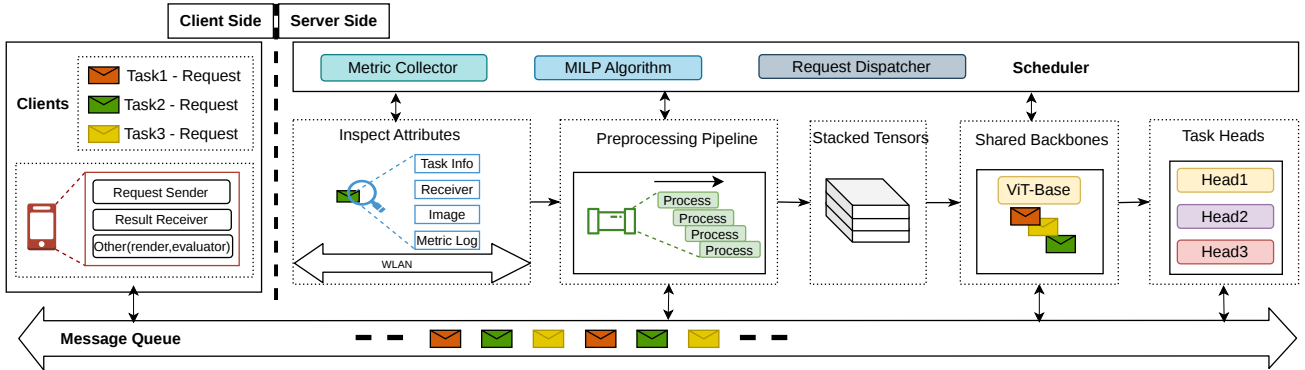 Client Side
Server Side
Clients
Task1 - Request
Task2 - Request
Task3 - Request
Request Sender
Result Receiver
Other(render,evaluator)
Metric Collector
MILP Algorithm
Request Dispatcher
Scheduler
Inspect Attributes
Task Info
Receiver
Image
Metric Log
WLAN
Preprocessing Pipeline
Process
Process
Process
Process
Stacked Tensors
Shared Backbones
ViT-Base
Task Heads
Head1
Head2
Head3
Message Queue